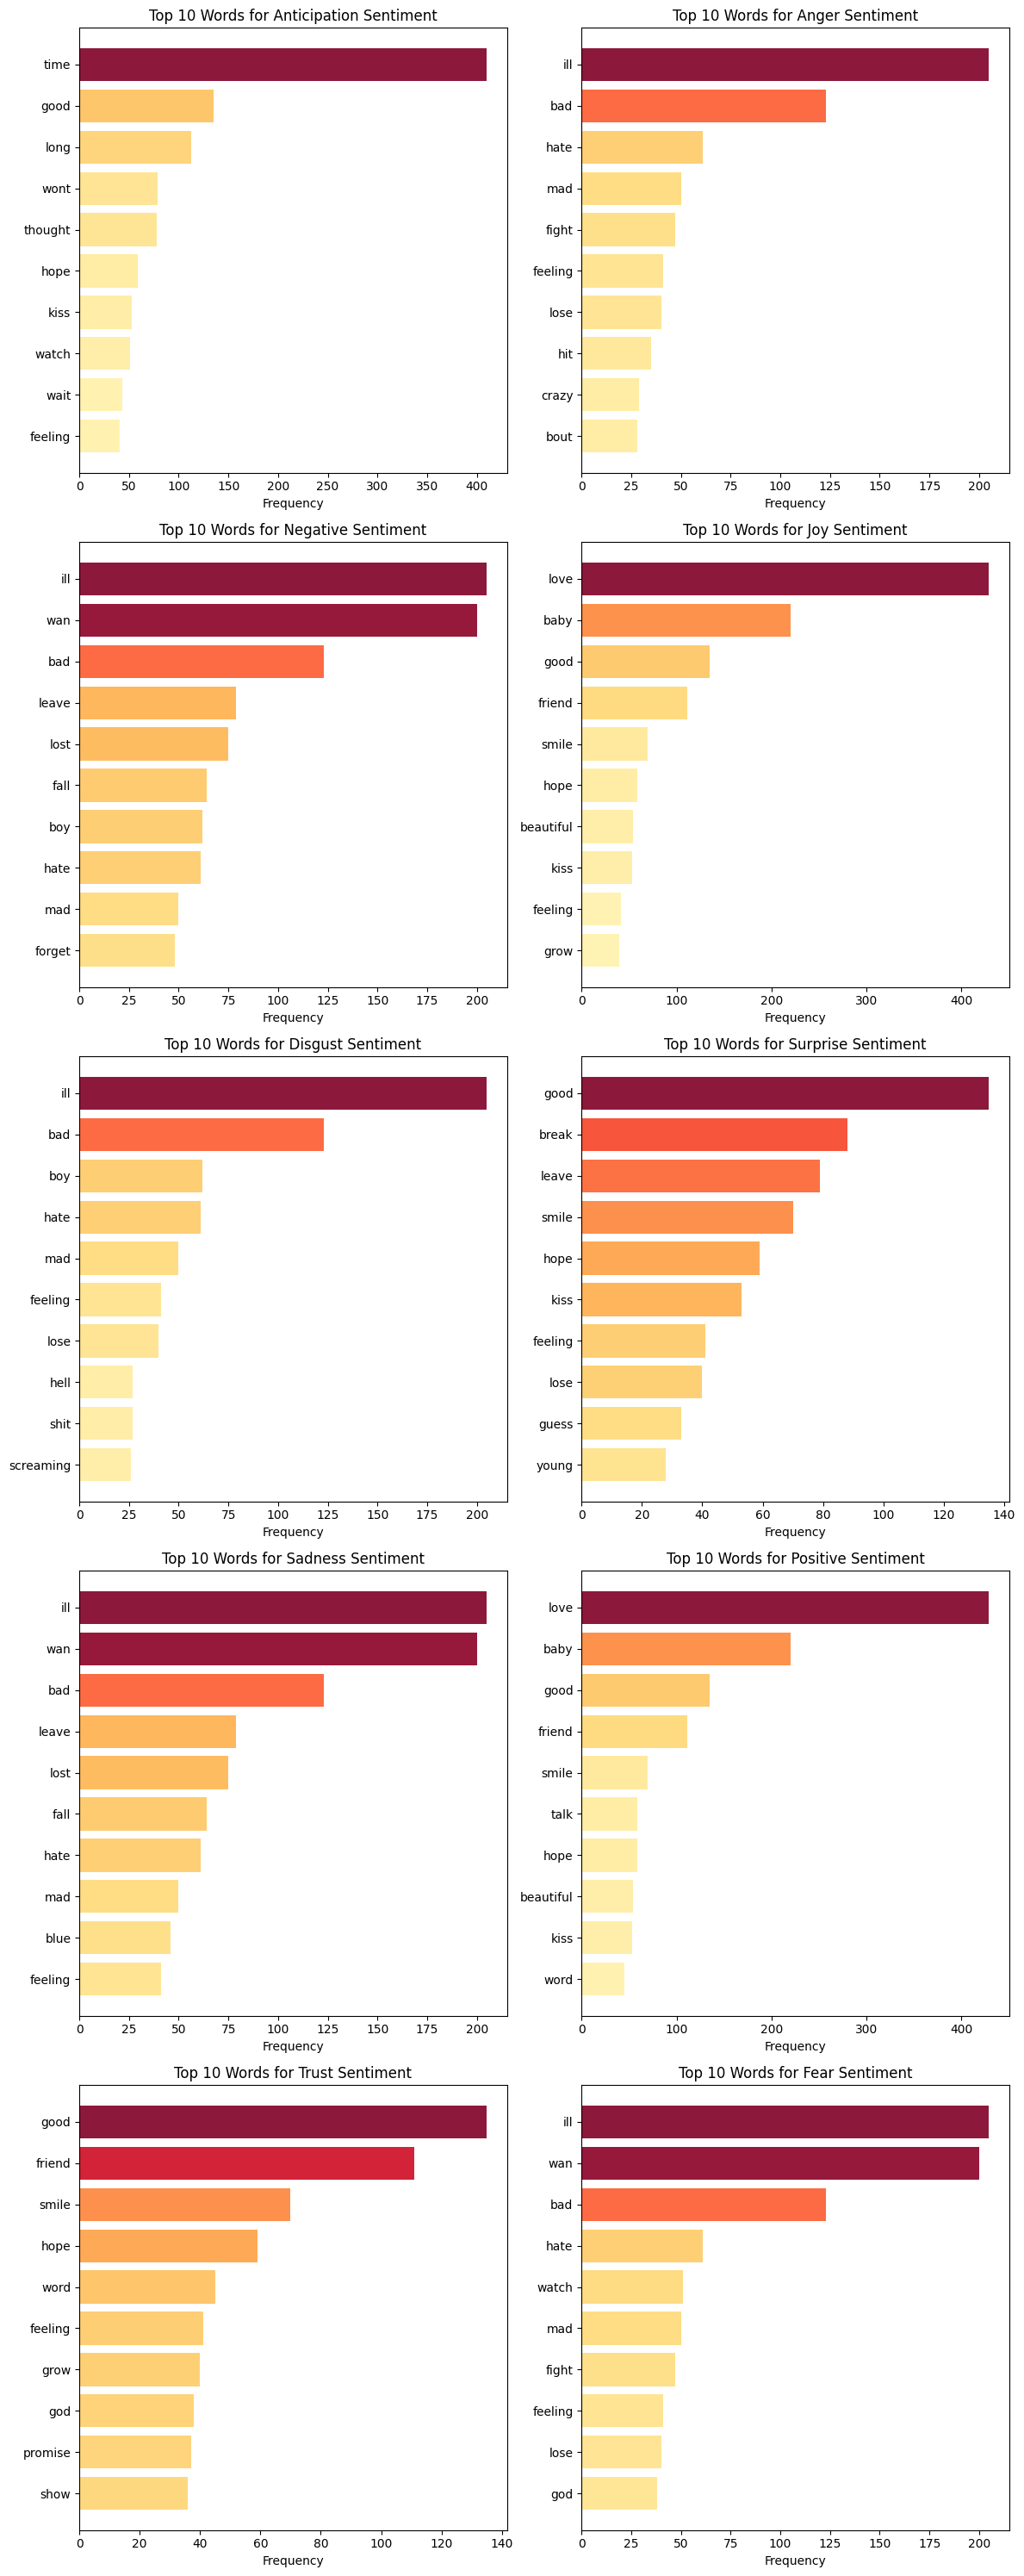 Top 10 Words for Anticipation Sentiment
time
good
long
wont
thought
hope
kiss
watch
wait
feeling
0 50 100 150 200 250 300 350 400
Frequency
Top 10 Words for Anger Sentiment
ill
bad
hate
mad
fight
feeling
lose
hit
crazy
bout
0 25 50 75 100 125 150 175 200
Frequency
Top 10 Words for Negative Sentiment
ill
wan
bad
leave
lost
fall
boy
hate
mad
forget
0 25 50 75 100 125 150 175 200
Frequency
Top 10 Words for Joy Sentiment
love
baby
good
friend
smile
hope
beautiful
kiss
feeling
grow
0 100 200 300 400
Frequency
Top 10 Words for Disgust Sentiment
ill
bad
boy
hate
mad
feeling
lose
hell
shit
screaming
0 25 50 75 100 125 150 175 200
Frequency
Top 10 Words for Surprise Sentiment
good
break
leave
smile
hope
kiss
feeling
lose
guess
young
0 20 40 60 80 100 120 140
Frequency
Top 10 Words for Sadness Sentiment
ill
wan
bad
leave
lost
fall
hate
mad
blue
feeling
0 25 50 75 100 125 150 175 200
Frequency
Top 10 Words for Positive Sentiment
love
baby
good
friend
smile
talk
hope
beautiful
kiss
word
0 100 200 300 400
Frequency
Top 10 Words for Trust Sentiment
good
friend
smile
hope
word
feeling
grow
god
promise
show
0 20 40 60 80 100 120 140
Frequency
Top 10 Words for Fear Sentiment
ill
wan
bad
hate
watch
mad
fight
feeling
lose
god
0 25 50 75 100 125 150 175 200
Frequency